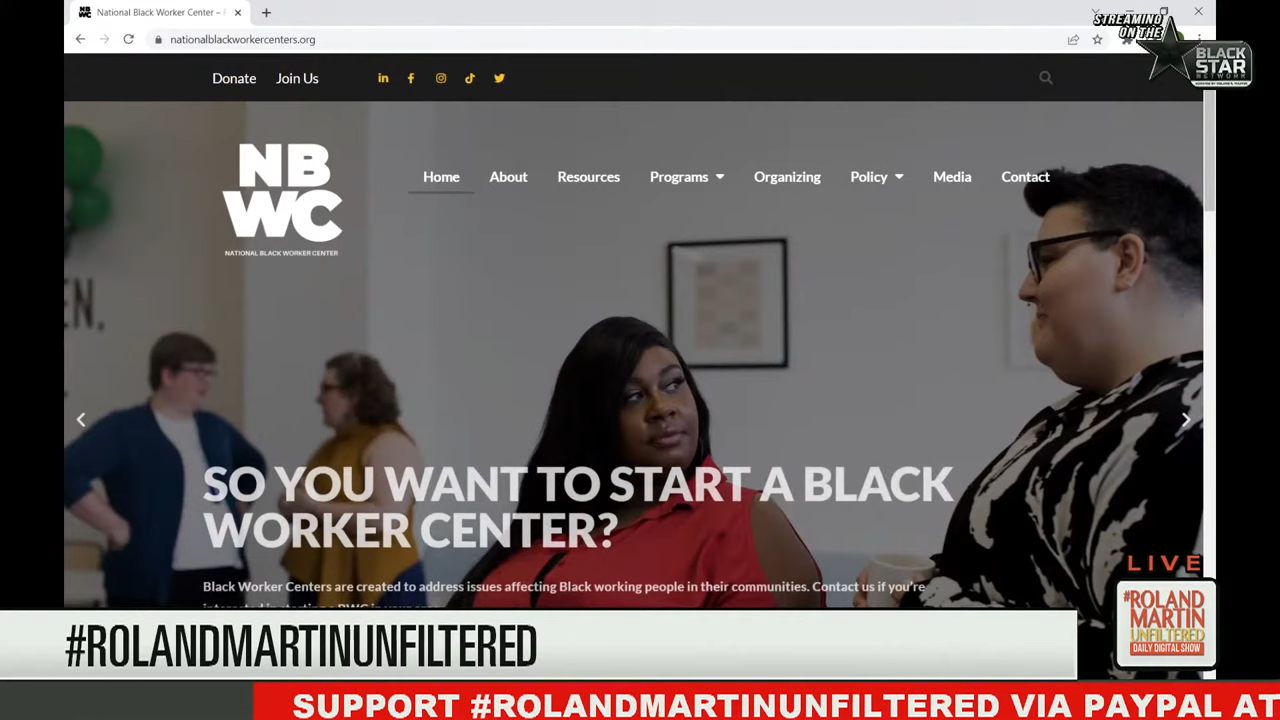 National Black Worker Center –
STREAMING
ON THE
BLACK
STAR
NETWORK
nationalblackworkercenters.org
Donate
Join Us
NB
WC
NATIONAL BLACK WORKER CENTER
Home
About
Resources
Programs
Organizing
Policy
Media
Contact
EN.
SO YOU WANT TO START A BLACK
WORKER CENTER?
Black Worker Centers are created to address issues affecting Black working people in their communities. Contact us if you're
LIVE
#ROLAND
MARTIN
UNFILTERED
DAILY DIGITAL SHOW
#ROLANDMARTINUNFILTERED
SUPPORT #ROLANDMARTINUNFILTERED VIA PAYPAL AT